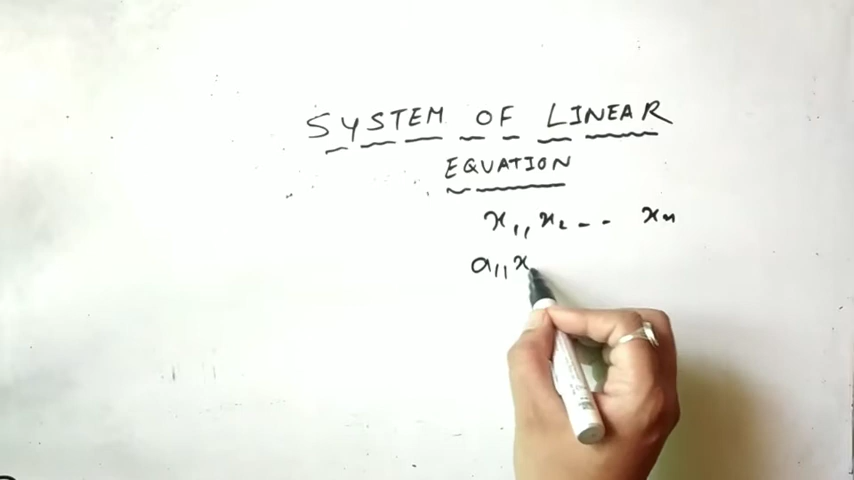 SYSTEM OF LINEAR
EQUATION
x₁, x₂ - - xₙ
a₁₁x